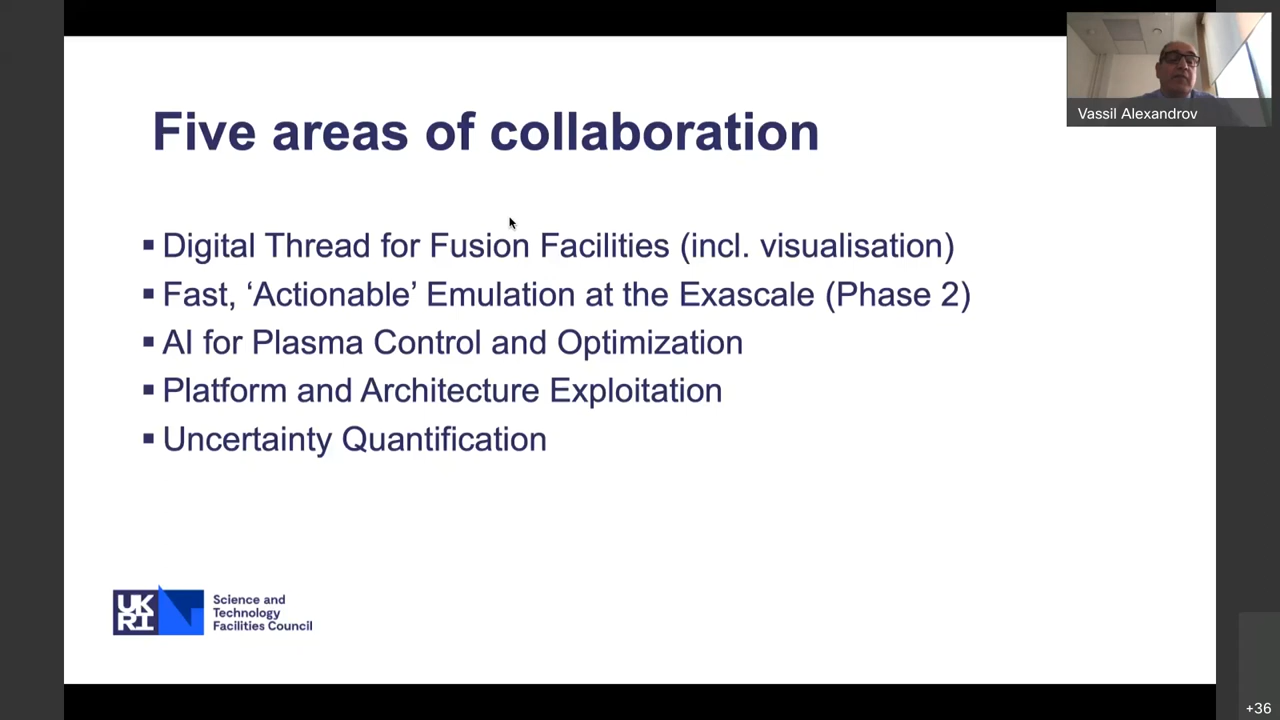 Five areas of collaboration
▪ Digital Thread for Fusion Facilities (incl. visualisation)
▪ Fast, ‘Actionable’ Emulation at the Exascale (Phase 2)
▪ AI for Plasma Control and Optimization
▪ Platform and Architecture Exploitation
▪ Uncertainty Quantification
UK
RI
Science and
Technology
Facilities Council
Vassil Alexandrov
+36